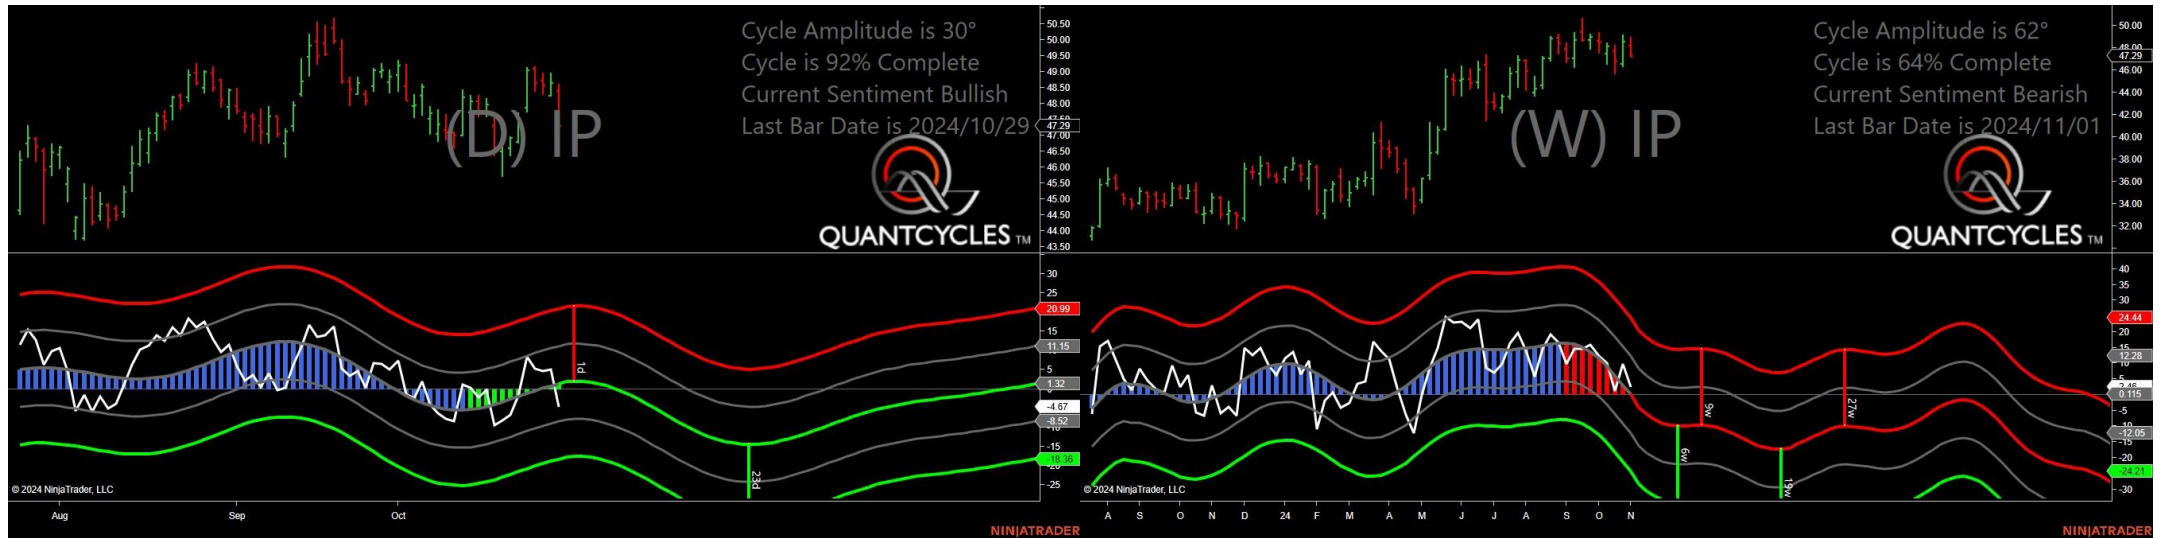 Cycle Amplitude is 30°
Cycle is 92% Complete
Current Sentiment Bullish
Last Bar Date is 2024/10/29
(D) IP
QUANTCYCLES TM
50.50
50.00
49.50
49.00
48.50
48.00
47.29
47.00
46.50
46.00
45.50
45.00
44.50
44.00
43.50
30
25
20.99
15
11.15
5
1.32
-4.67
-8.52
-15
-18.36
-25
1d
23d
© 2024 NinjaTrader, LLC
Aug Sep Oct
NINJATRADER
Cycle Amplitude is 62°
Cycle is 64% Complete
Current Sentiment Bearish
Last Bar Date is 2024/11/01
(W) IP
QUANTCYCLES TM
50.00
48.00
47.29
46.00
44.00
42.00
40.00
38.00
36.00
34.00
32.00
40
35
30
24.44
20
15
12.28
2.46
0.115
-5
-12.05
-15
-20
-24.21
-30
9w
27w
6w
19w
© 2024 NinjaTrader, LLC
A S O N D 24 F M A M J J A S O N
NINJATRADER